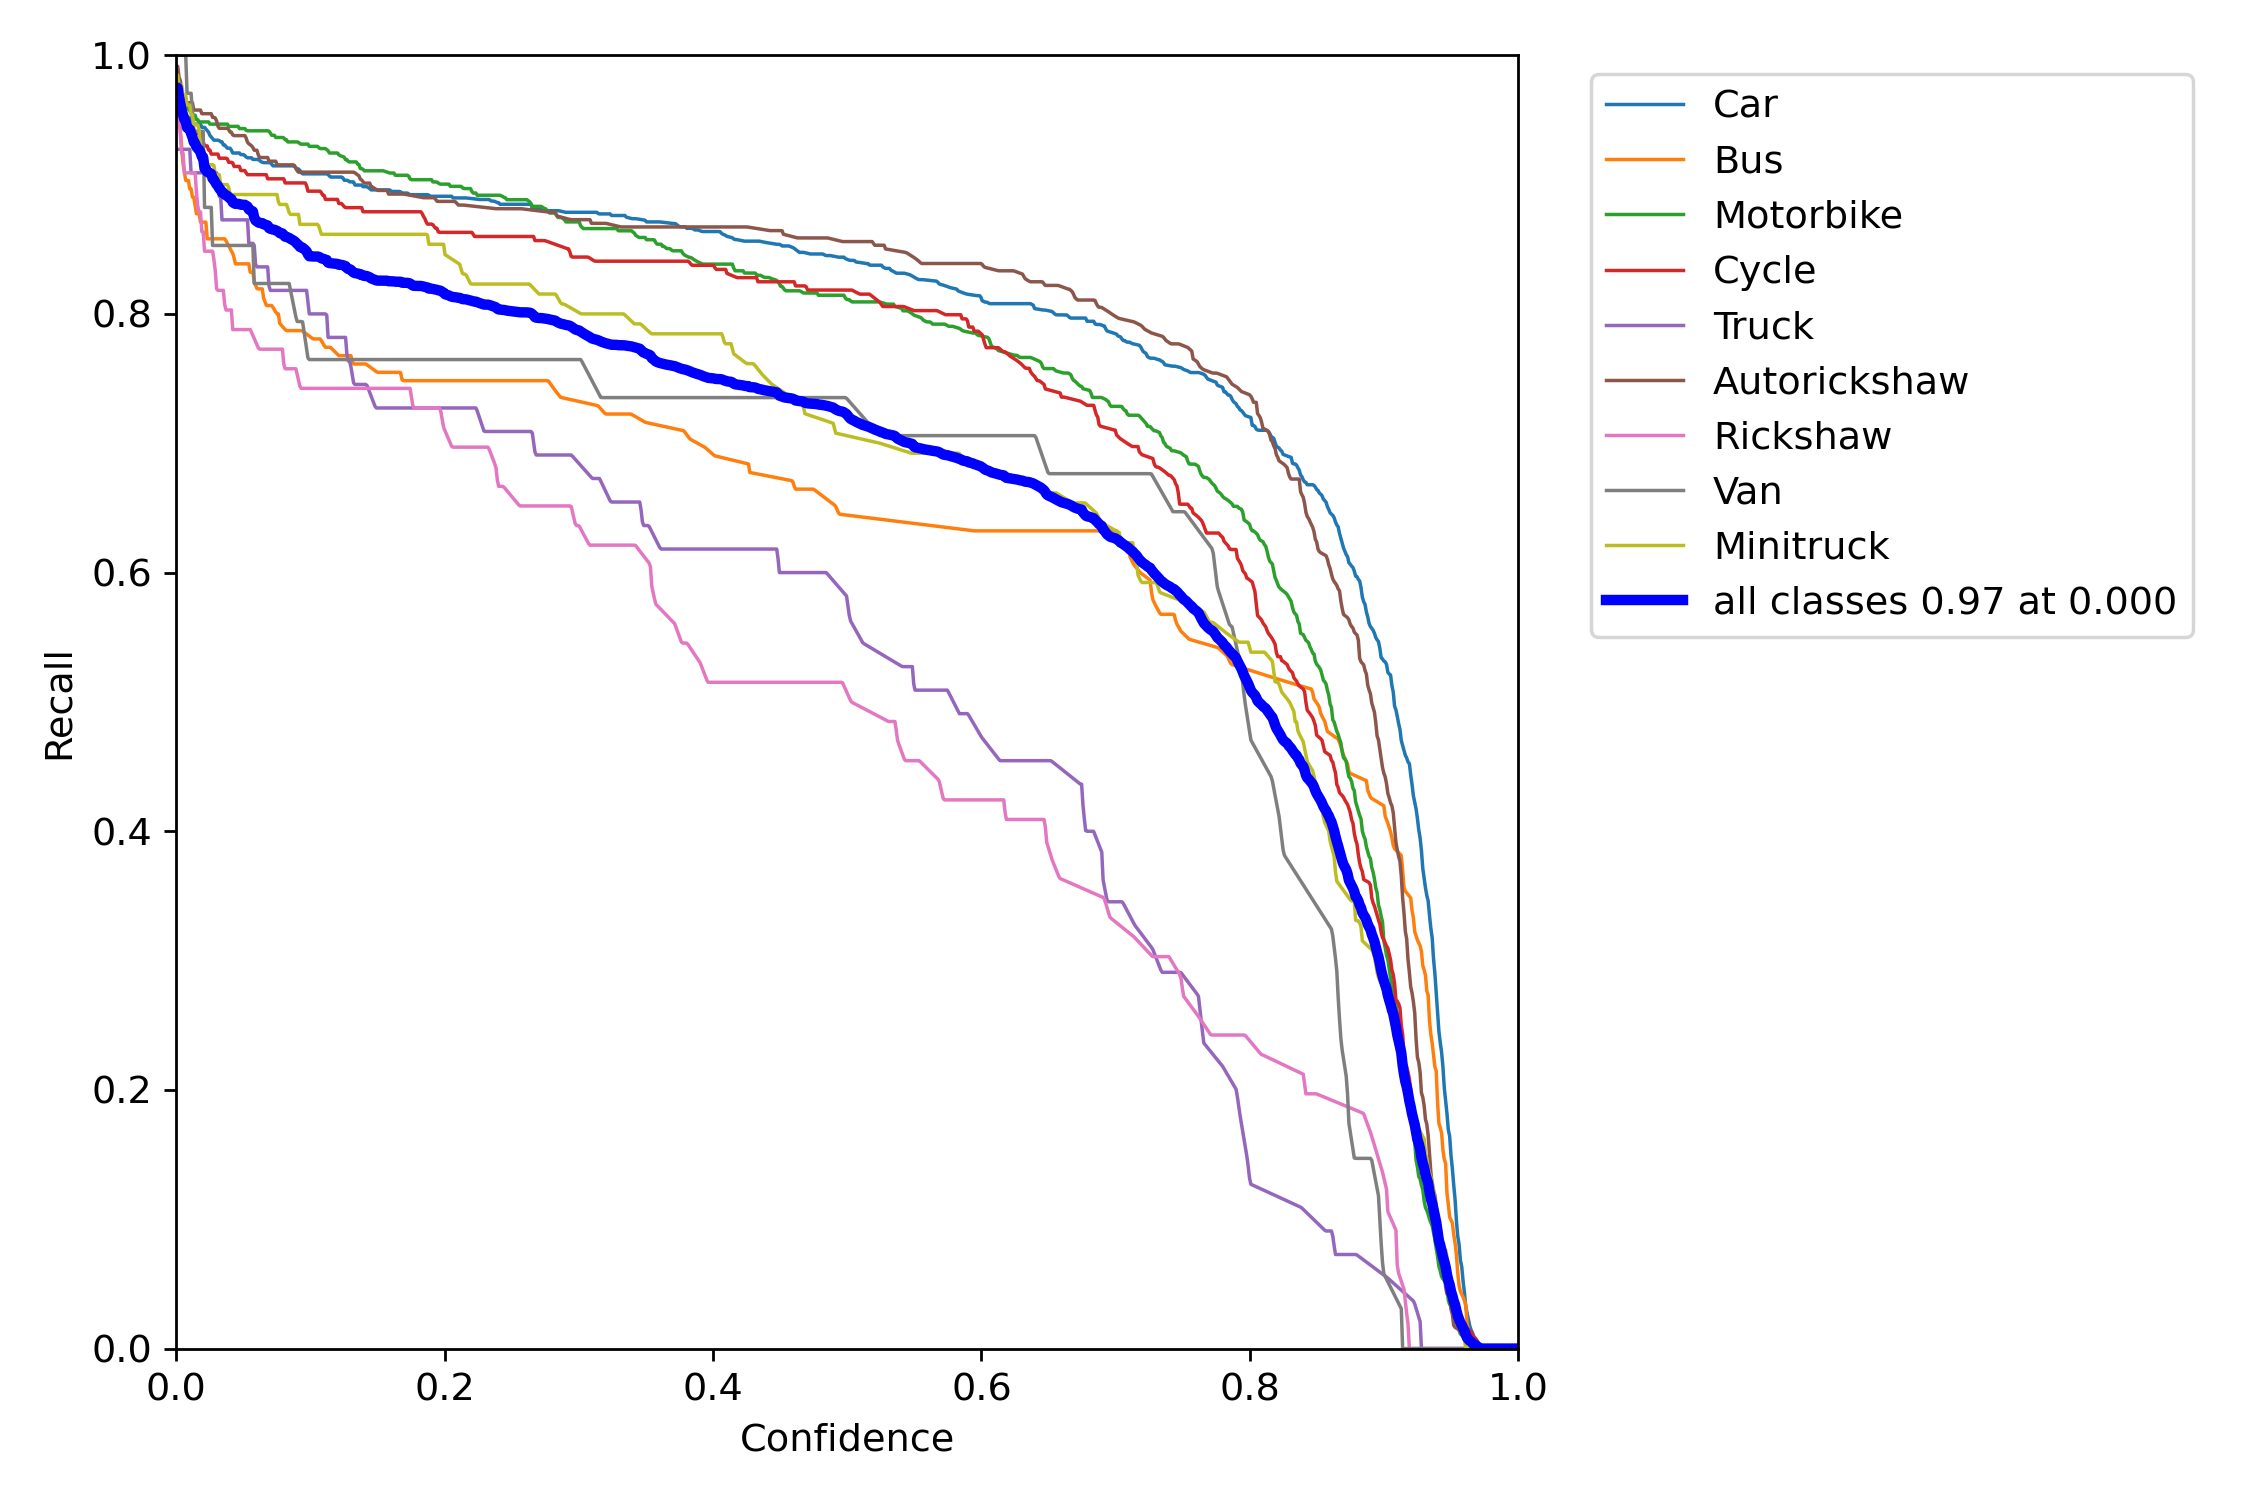 1.0
0.8
0.6
0.4
0.2
0.0
Recall
0.0 0.2 0.4 0.6 0.8 1.0
Confidence
Car
Bus
Motorbike
Cycle
Truck
Autorickshaw
Rickshaw
Van
Minitruck
all classes 0.97 at 0.000